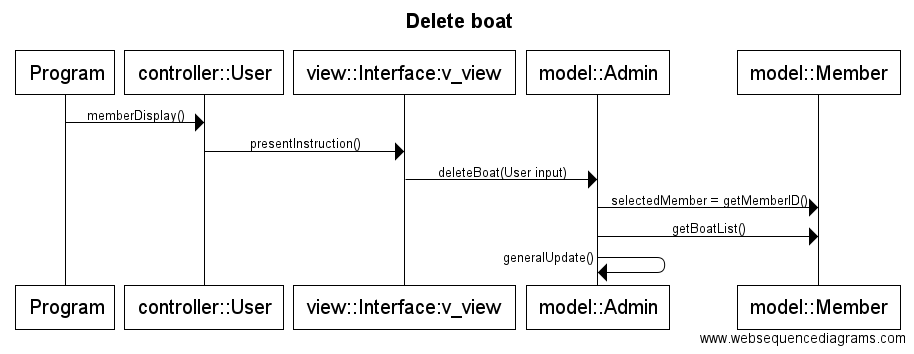 Delete boat
Program
controller::User
view::Interface:v_view
model::Admin
model::Member
memberDisplay()
presentInstruction()
deleteBoat(User input)
selectedMember = getMemberID()
getBoatList()
generalUpdate()
Program
controller::User
view::Interface:v_view
model::Admin
model::Member
www.websequencediagrams.com